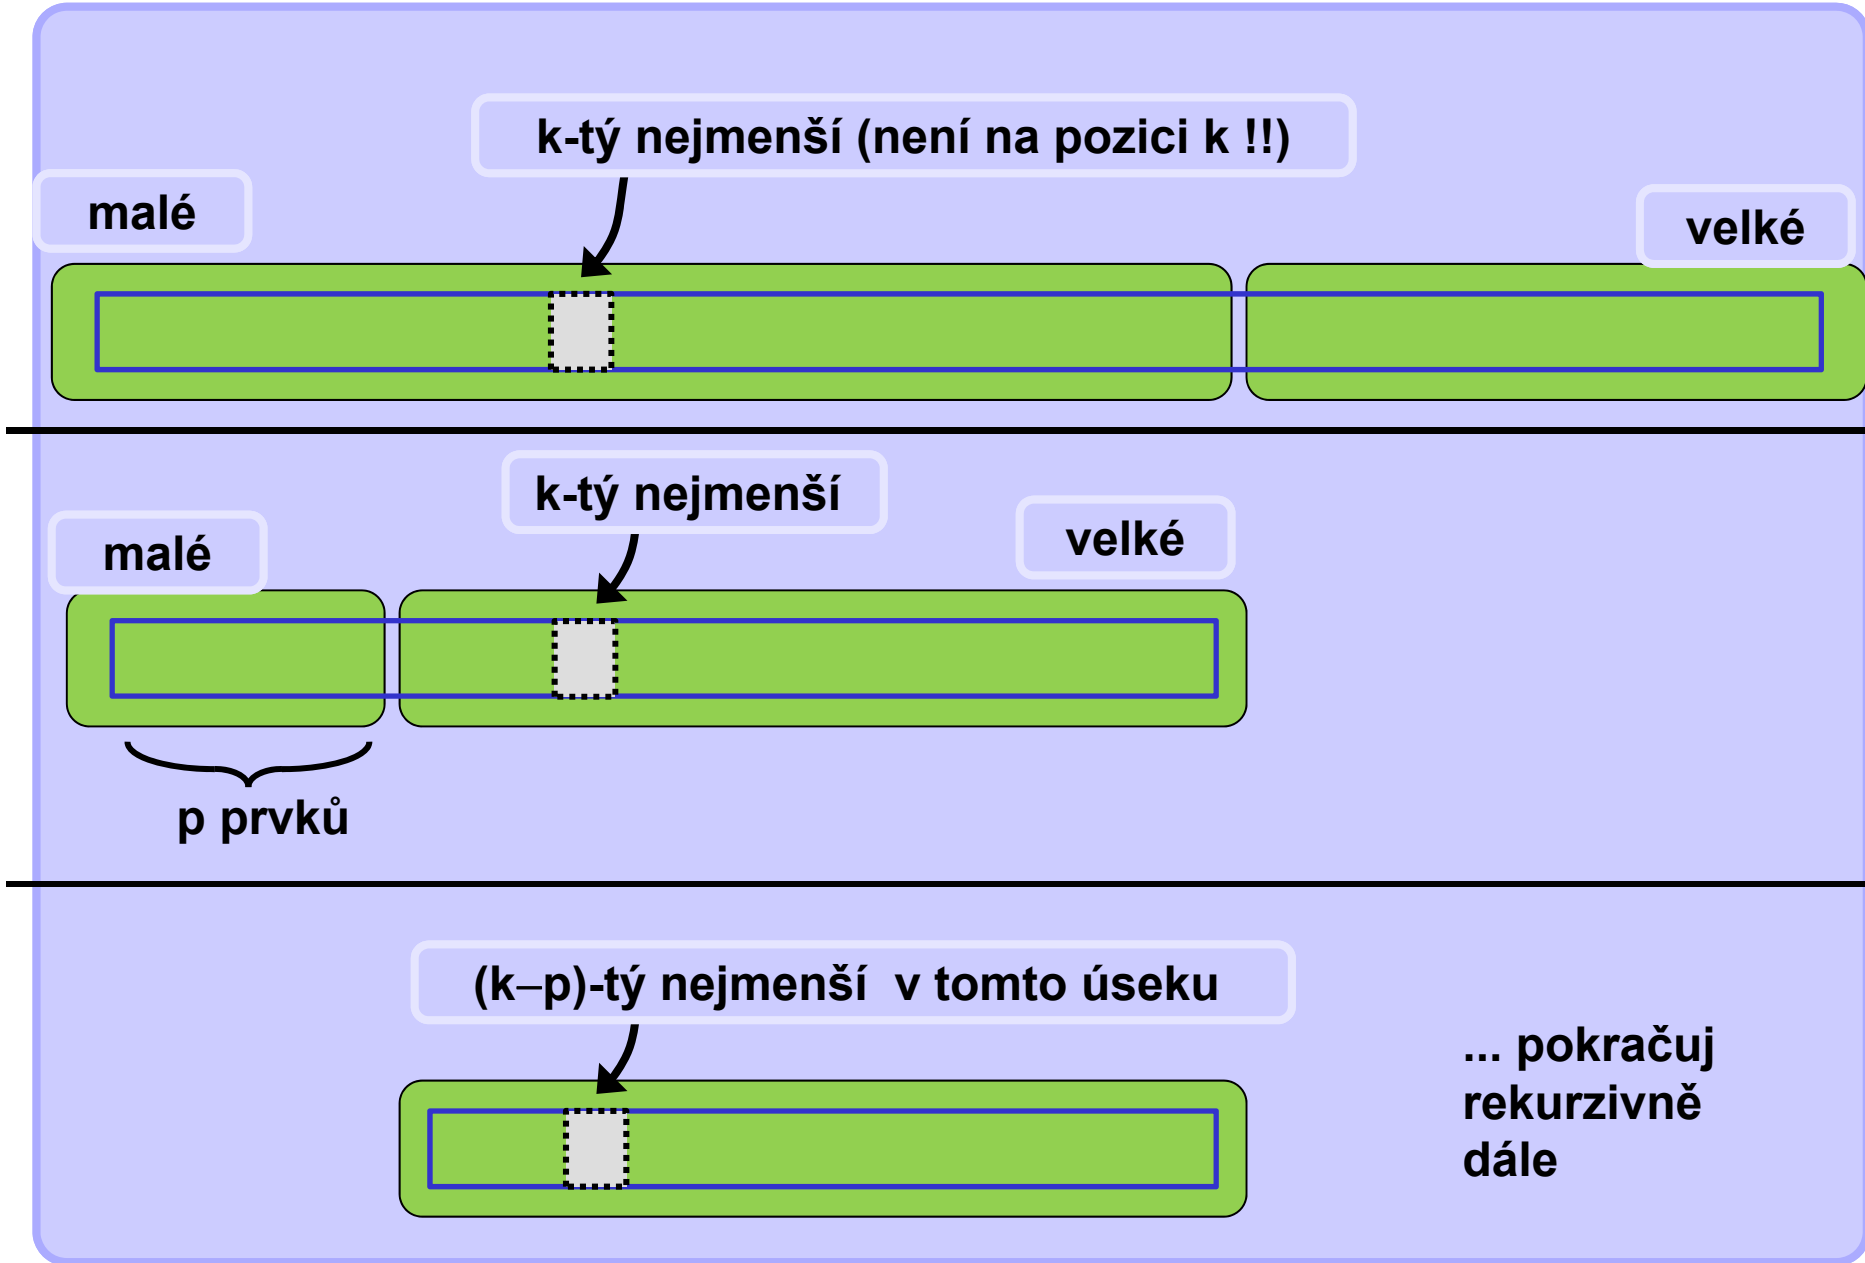 k-tý nejmenší (není na pozici k !!)
malé
velké
k-tý nejmenší
malé
velké
p prvků
(k–p)-tý nejmenší v tomto úseku
... pokračuj
rekurzivně
dále